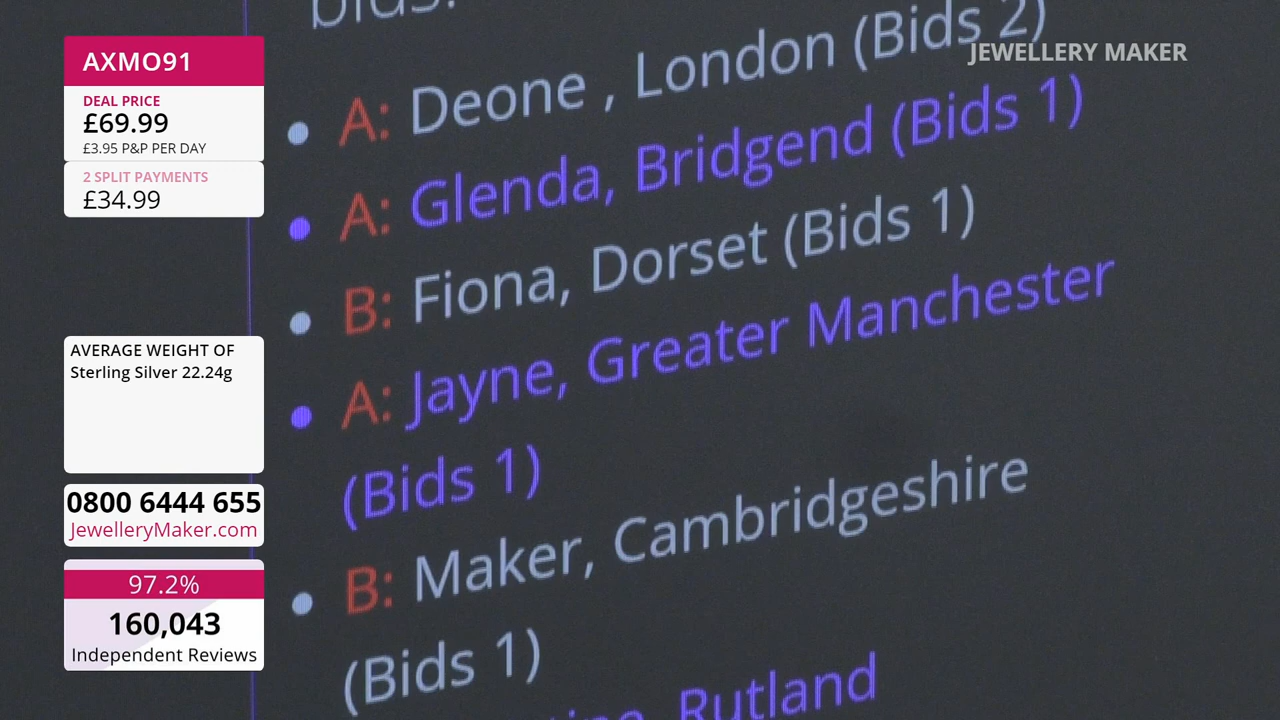 AXMO91
DEAL PRICE
£69.99
£3.95 P&P PER DAY
2 SPLIT PAYMENTS
£34.99
AVERAGE WEIGHT OF
Sterling Silver 22.24g
0800 6444 655
JewelleryMaker.com
97.2%
160,043
Independent Reviews
JEWELLERY MAKER
bids:
A: Deone , London (Bids 2)
A: Glenda, Bridgend (Bids 1)
B: Fiona, Dorset (Bids 1)
A: Jayne, Greater Manchester
(Bids 1)
B: Maker, Cambridgeshire
(Bids 1)
Rutland